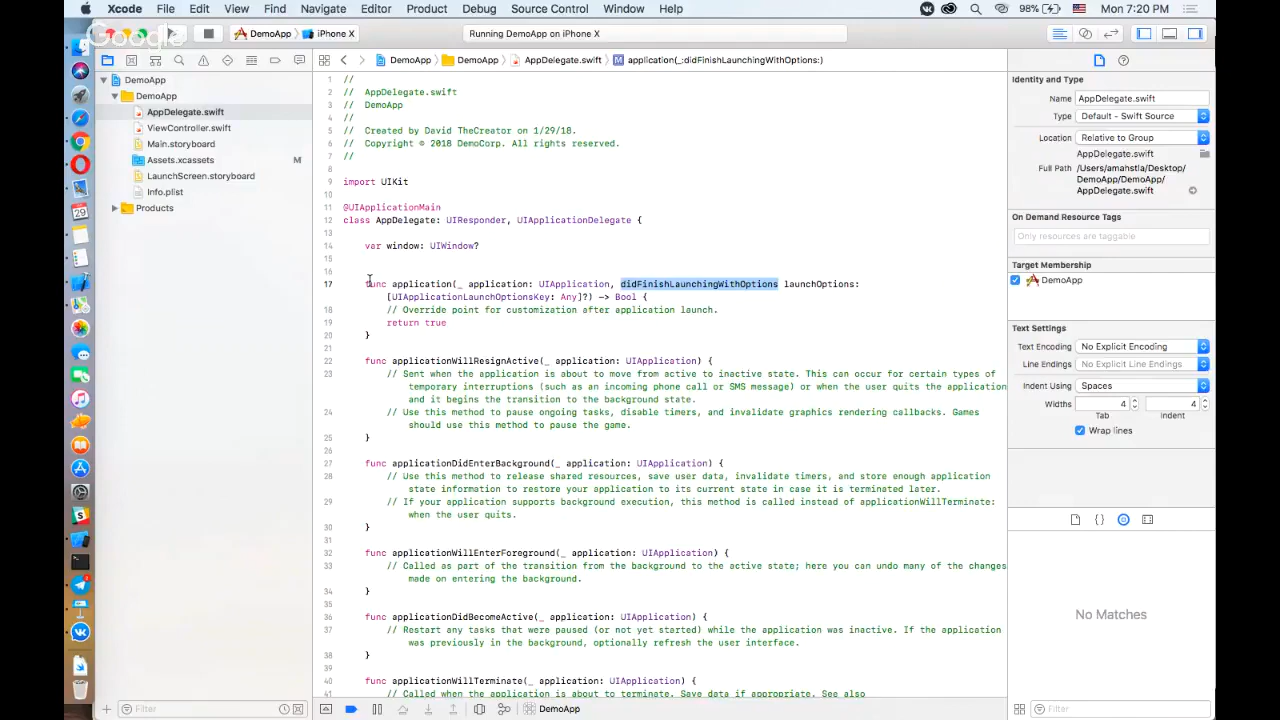 Xcode File Edit View Find Navigate Editor Product Debug Source Control Window Help 98% Mon 7:20 PM
Google
DemoApp iPhone X Running DemoApp on iPhone X
DemoApp DemoApp AppDelegate.swift M application(_:didFinishLaunchingWithOptions:)
DemoApp
DemoApp
AppDelegate.swift
ViewController.swift
Main.storyboard
Assets.xcassets M
LaunchScreen.storyboard
Info.plist
Products
Filter
1 //
2 // AppDelegate.swift
3 // DemoApp
4 //
5 // Created by David TheCreator on 1/29/18.
6 // Copyright © 2018 DemoCorp. All rights reserved.
7 //
8
9 import UIKit
10
11 @UIApplicationMain
12 class AppDelegate: UIResponder, UIApplicationDelegate {
13
14 var window: UIWindow?
15
16
17 func application(_ application: UIApplication, didFinishLaunchingWithOptions launchOptions:
[UIApplicationLaunchOptionsKey: Any]?) -> Bool {
18 // Override point for customization after application launch.
19 return true
20 }
21
22 func applicationWillResignActive(_ application: UIApplication) {
23 // Sent when the application is about to move from active to inactive state. This can occur for certain types of
temporary interruptions (such as an incoming phone call or SMS message) or when the user quits the application
and it begins the transition to the background state.
24 // Use this method to pause ongoing tasks, disable timers, and invalidate graphics rendering callbacks. Games
should use this method to pause the game.
25 }
26
27 func applicationDidEnterBackground(_ application: UIApplication) {
28 // Use this method to release shared resources, save user data, invalidate timers, and store enough application
state information to restore your application to its current state in case it is terminated later.
29 // If your application supports background execution, this method is called instead of applicationWillTerminate:
when the user quits.
30 }
31
32 func applicationWillEnterForeground(_ application: UIApplication) {
33 // Called as part of the transition from the background to the active state; here you can undo many of the changes
made on entering the background.
34 }
35
36 func applicationDidBecomeActive(_ application: UIApplication) {
37 // Restart any tasks that were paused (or not yet started) while the application was inactive. If the application
was previously in the background, optionally refresh the user interface.
38 }
39
40 func applicationWillTerminate(_ application: UIApplication) {
41 // Called when the application is about to terminate. Save data if appropriate. See also
DemoApp
Identity and Type
Name AppDelegate.swift
Type Default - Swift Source
Location Relative to Group
AppDelegate.swift
Full Path /Users/amahstla/Desktop/
DemoApp/DemoApp/
AppDelegate.swift
On Demand Resource Tags
Only resources are taggable
Target Membership
DemoApp
Text Settings
Text Encoding No Explicit Encoding
Line Endings No Explicit Line Endings
Indent Using Spaces
Widths 4 4
Tab Indent
Wrap lines
{ }
No Matches
Filter